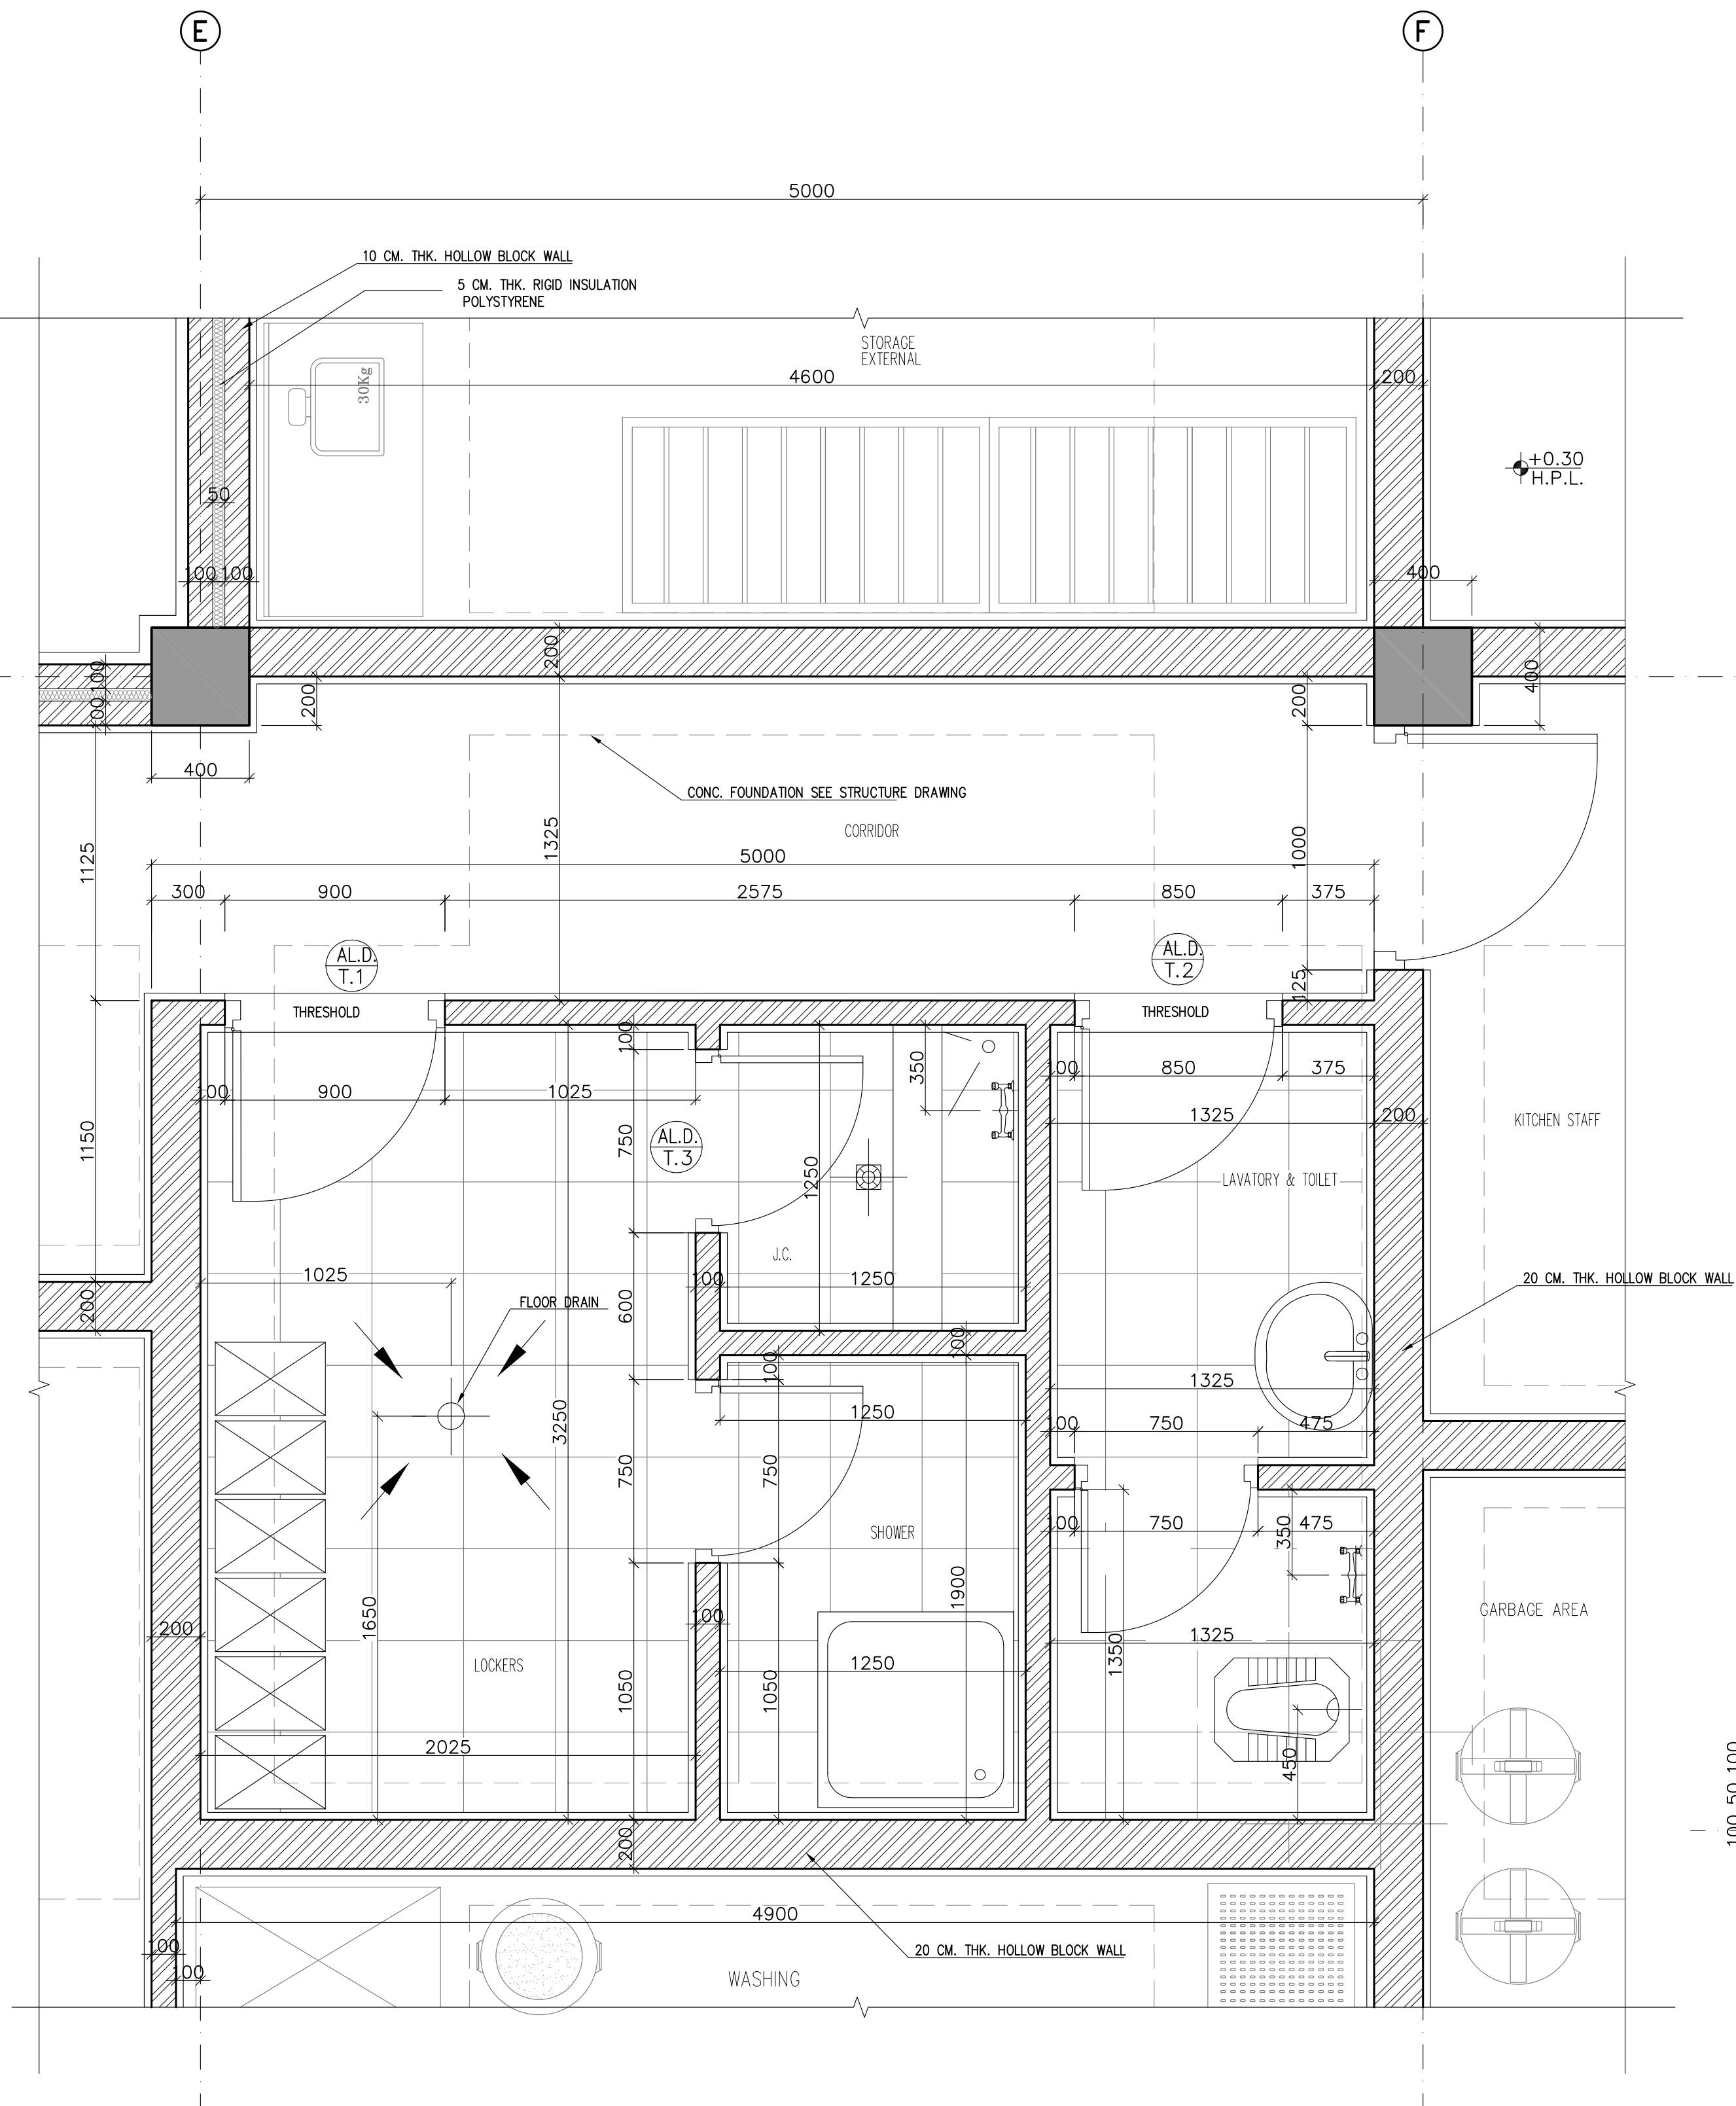 E
F
5000
10 CM. THK. HOLLOW BLOCK WALL
5 CM. THK. RIGID INSULATION
POLYSTYRENE
STORAGE
EXTERNAL
30Kg
4600
200
+0.30
H.P.L.
50
100
100
400
200
100
100
200
200
400
400
CONC. FOUNDATION SEE STRUCTURE DRAWING
CORRIDOR
1125
1325
1000
5000
300
900
2575
850
375
AL.D.
T.1
AL.D.
T.2
125
THRESHOLD
THRESHOLD
100
350
100
900
1025
100
850
375
1325
200
KITCHEN STAFF
1150
750
AL.D.
T.3
1250
LAVATORY & TOILET
J.C.
1025
100
1250
20 CM. THK. HOLLOW BLOCK WALL
200
FLOOR DRAIN
600
100
100
1325
3250
1250
100
750
475
750
750
SHOWER
100
750
475
350
1900
1650
100
200
1325
GARBAGE AREA
1350
LOCKERS
1250
1050
1050
2025
450
100 50 100
200
4900
100
20 CM. THK. HOLLOW BLOCK WALL
100
WASHING